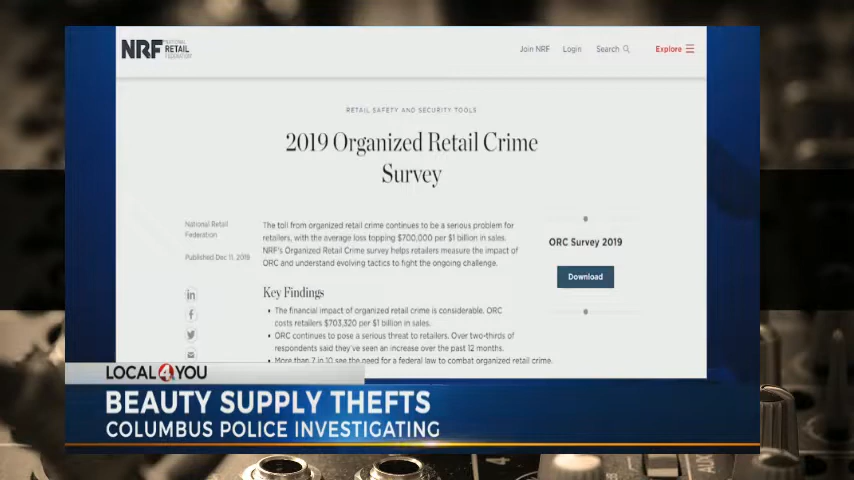 NRF NATIONAL RETAIL FEDERATION
Join NRF Login Search Explore
RETAIL SAFETY AND SECURITY TOOLS
2019 Organized Retail Crime
Survey
National Retail
Federation
Published Dec 11, 2019
The toll from organized retail crime continues to be a serious problem for
retailers, with the average loss topping $700,000 per $1 billion in sales.
NRF's Organized Retail Crime survey helps retailers measure the impact of
ORC and understand evolving tactics to fight the ongoing challenge.
Key Findings
• The financial impact of organized retail crime is considerable. ORC
costs retailers $703,320 per $1 billion in sales.
• ORC continues to pose a serious threat to retailers. Over two-thirds of
respondents said they've seen an increase over the past 12 months.
• More than 7 in 10 see the need for a federal law to combat organized retail crime.
ORC Survey 2019
Download
LOCAL 4 YOU
BEAUTY SUPPLY THEFTS
COLUMBUS POLICE INVESTIGATING
AUX